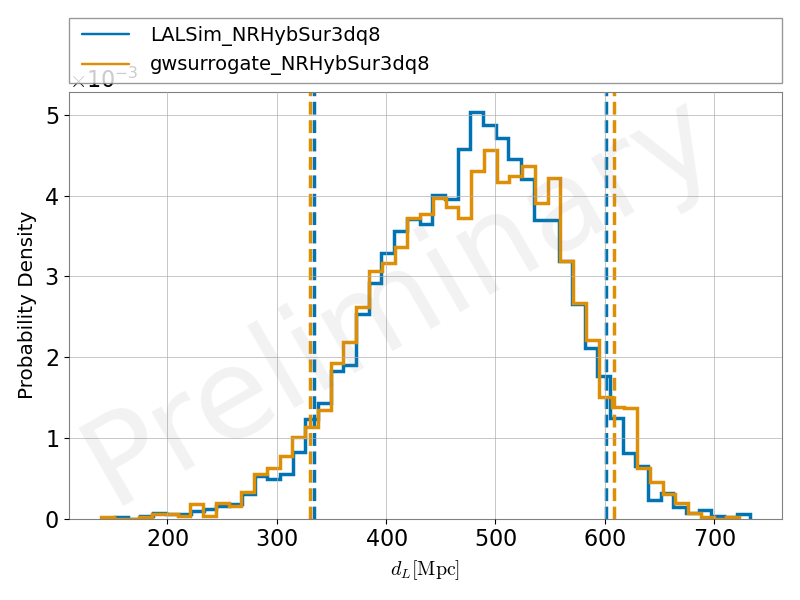 LALSim_NRHybSur3dq8
gwsurrogate_NRHybSur3dq8
×10⁻³
5
4
3
2
1
0
Probability Density
Preliminary
200 300 400 500 600 700
d_L[Mpc]